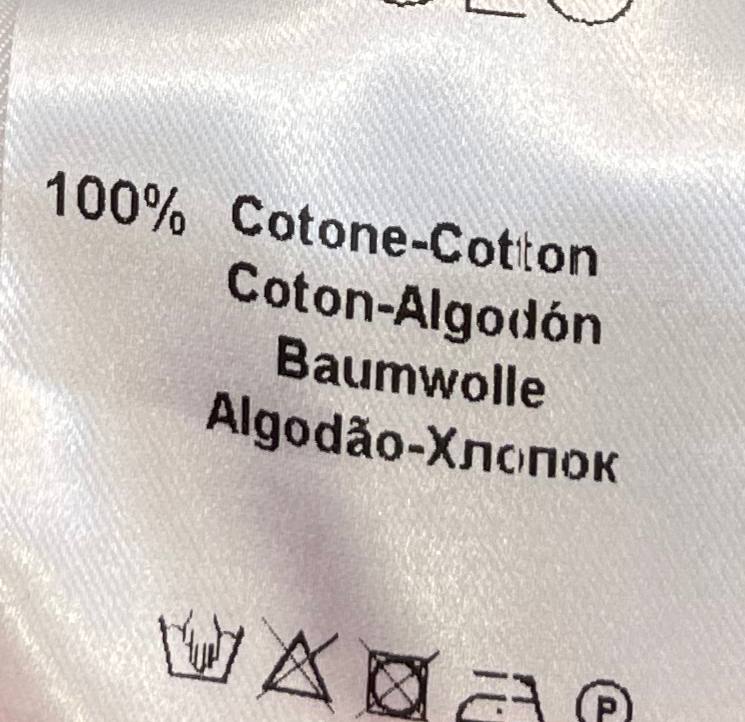 100% Cotone-Cotton
Coton-Algodón
Baumwolle
Algodão-Хлопок
P